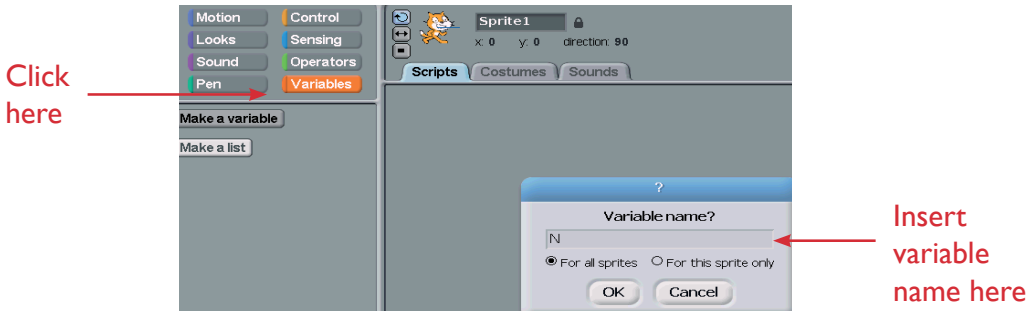 Motion Control
Looks Sensing
Sound Operators
Pen Variables
Make a variable
Make a list
Sprite1
x: 0 y: 0 direction: 90
Scripts Costumes Sounds
Click
here
?
Variable name?
N
For all sprites For this sprite only
OK Cancel
Insert
variable
name here